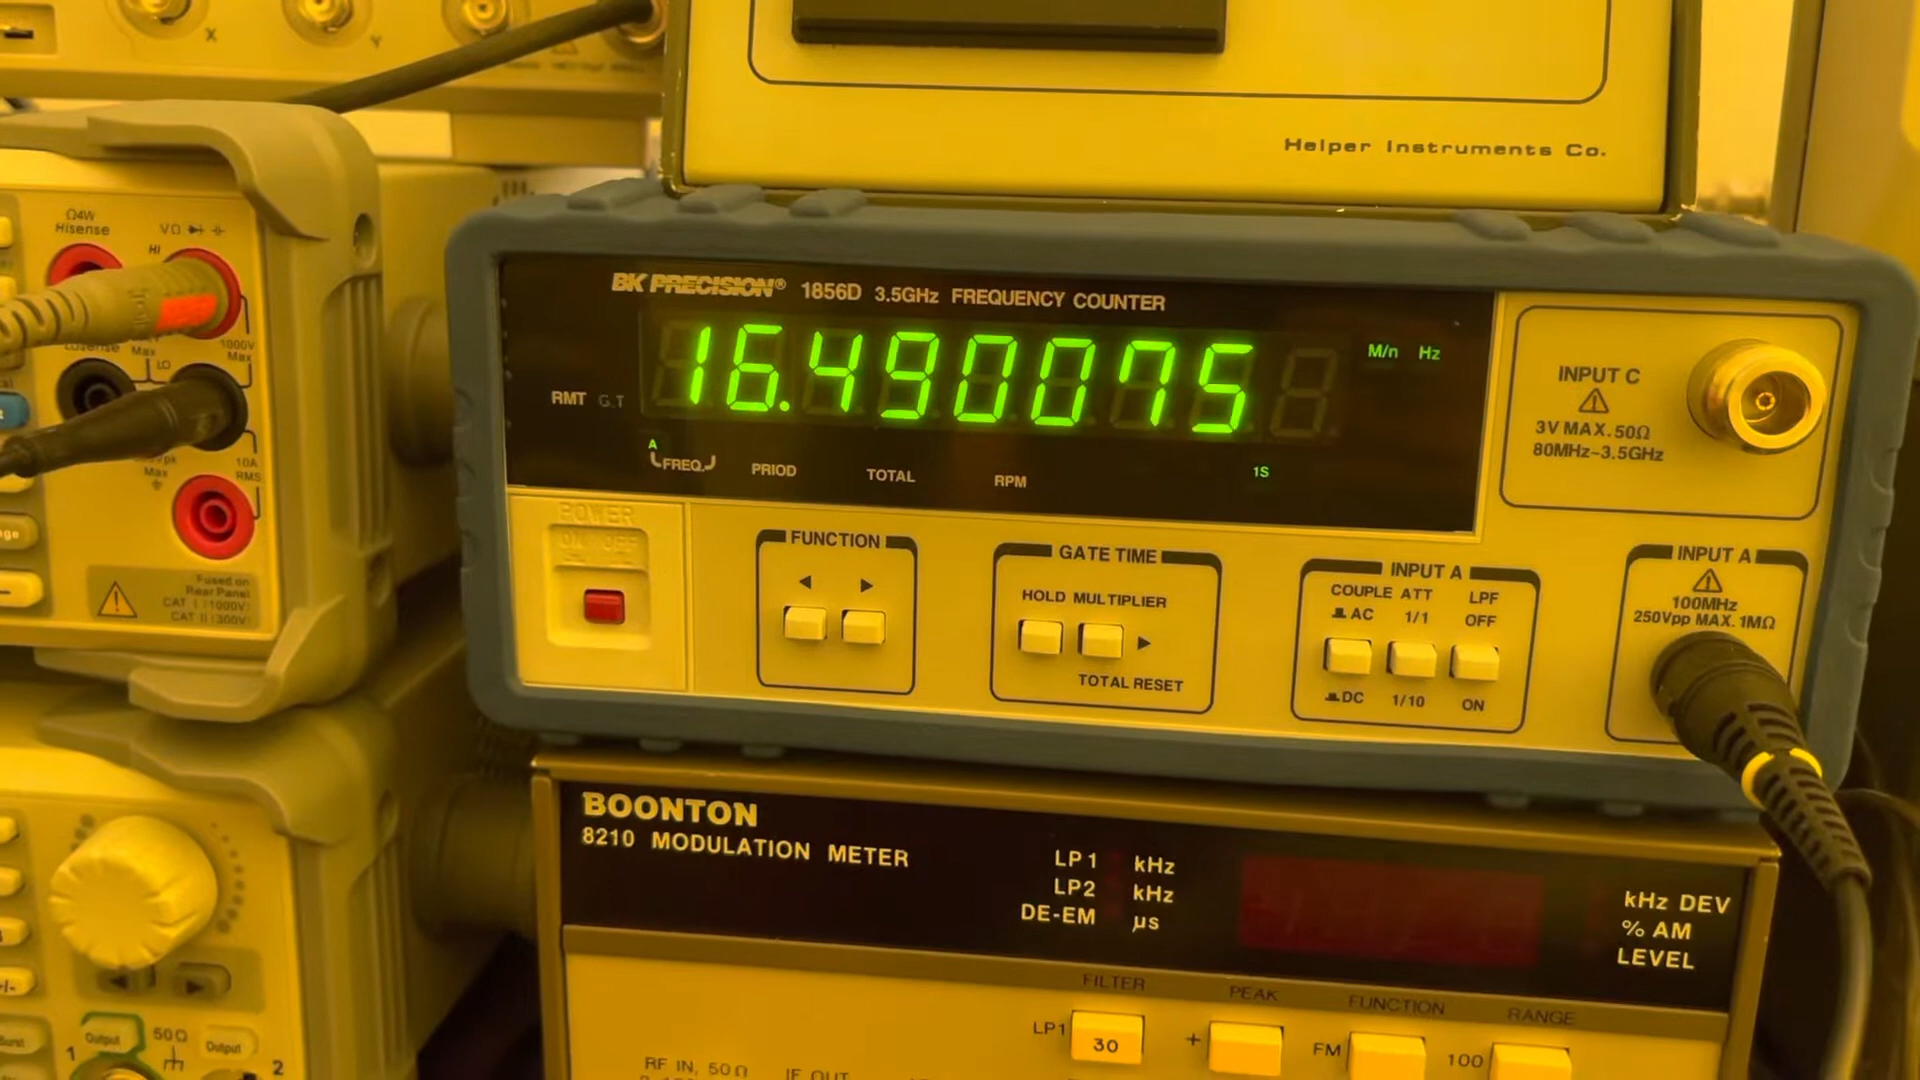 X
Y
Helper Instruments Co.
Ω4W
Hisense
VΩ
HI
1000V
Max
Max
LO
Max
10A
RMS
Fused on
Rear Panel
CAT I (1000V)
CAT II (300V)
BK PRECISION® 1856D 3.5GHz FREQUENCY COUNTER
16.490075
M/n Hz
RMT G.T
A
FREQ. PRIOD TOTAL RPM
1S
INPUT C
3V MAX. 50Ω
80MHz~3.5GHz
POWER
ON OFF
FUNCTION
GATE TIME
HOLD MULTIPLIER
TOTAL RESET
INPUT A
COUPLE ATT LPF
AC 1/1 OFF
DC 1/10 ON
INPUT A
100MHz
250Vpp MAX. 1MΩ
BOONTON
8210 MODULATION METER
LP1 kHz
LP2 kHz
DE-EM µs
kHz DEV
% AM
LEVEL
FILTER PEAK FUNCTION RANGE
LP1 30 + FM 100
RF IN, 50Ω IF OUT
Output 50Ω Output
1 2